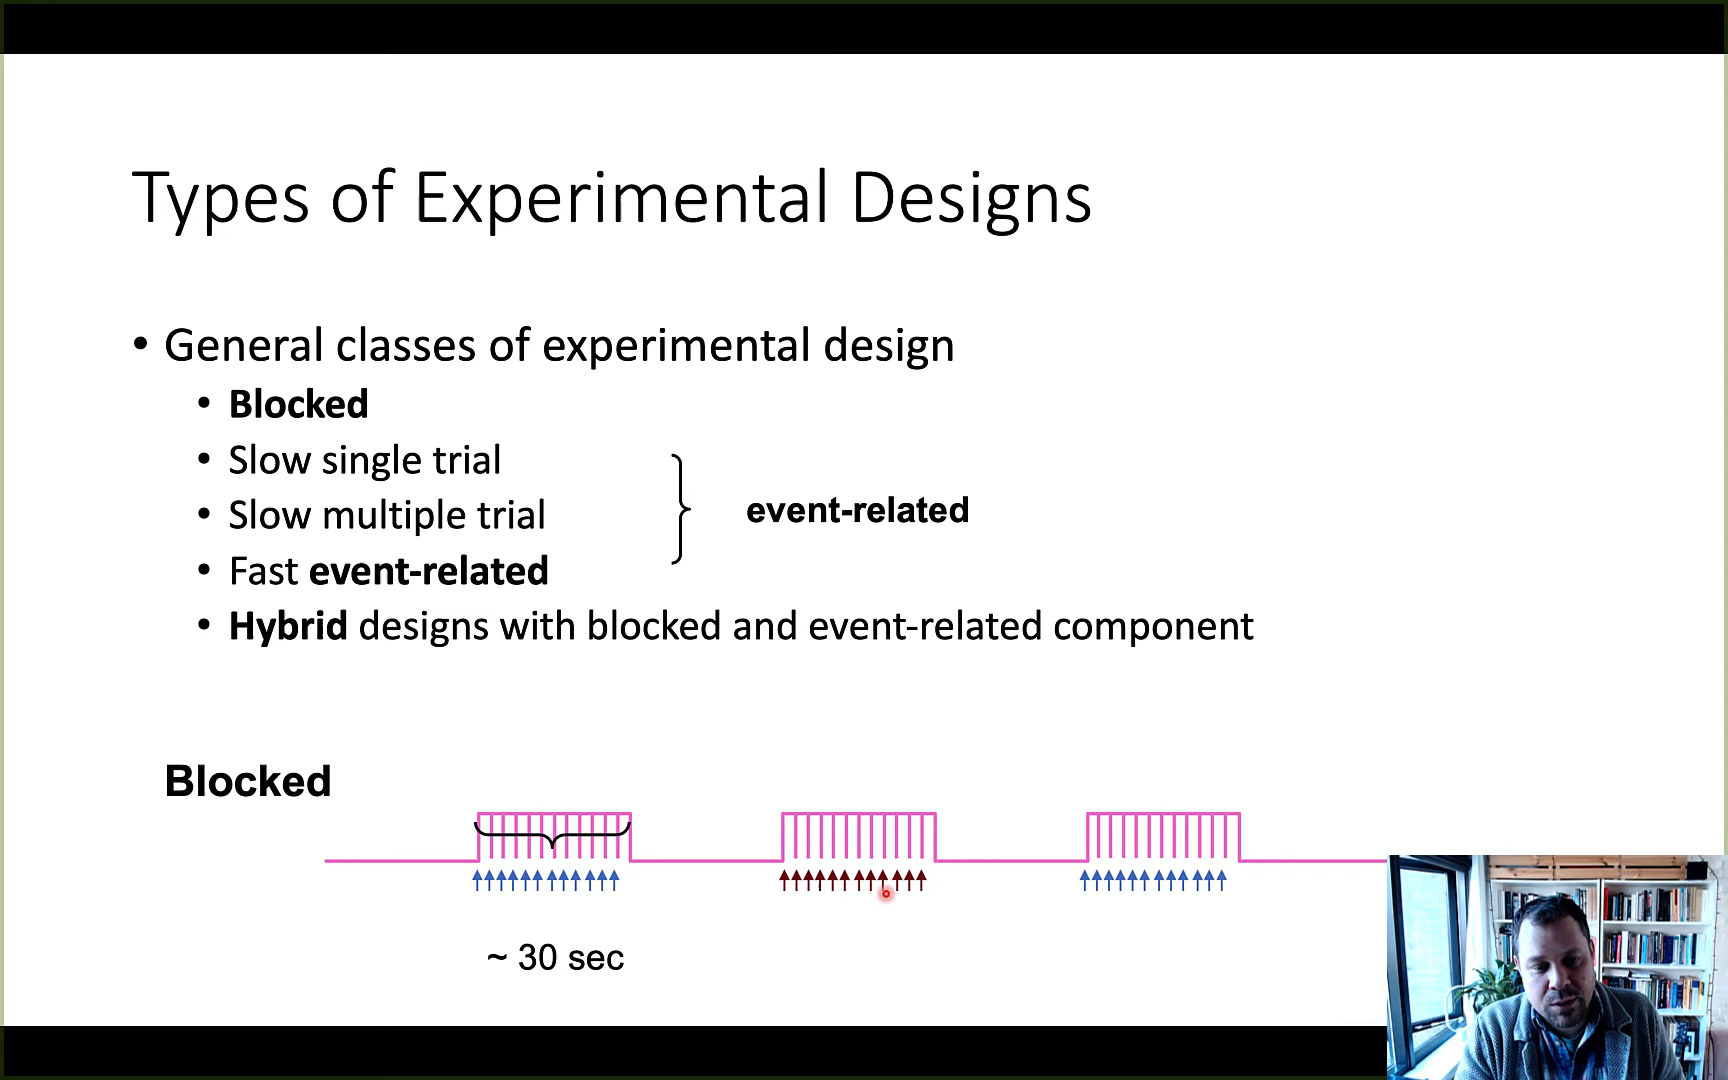 Types of Experimental Designs
• General classes of experimental design
• Blocked
• Slow single trial
• Slow multiple trial
• Fast event-related
event-related
• Hybrid designs with blocked and event-related component
Blocked
~ 30 sec